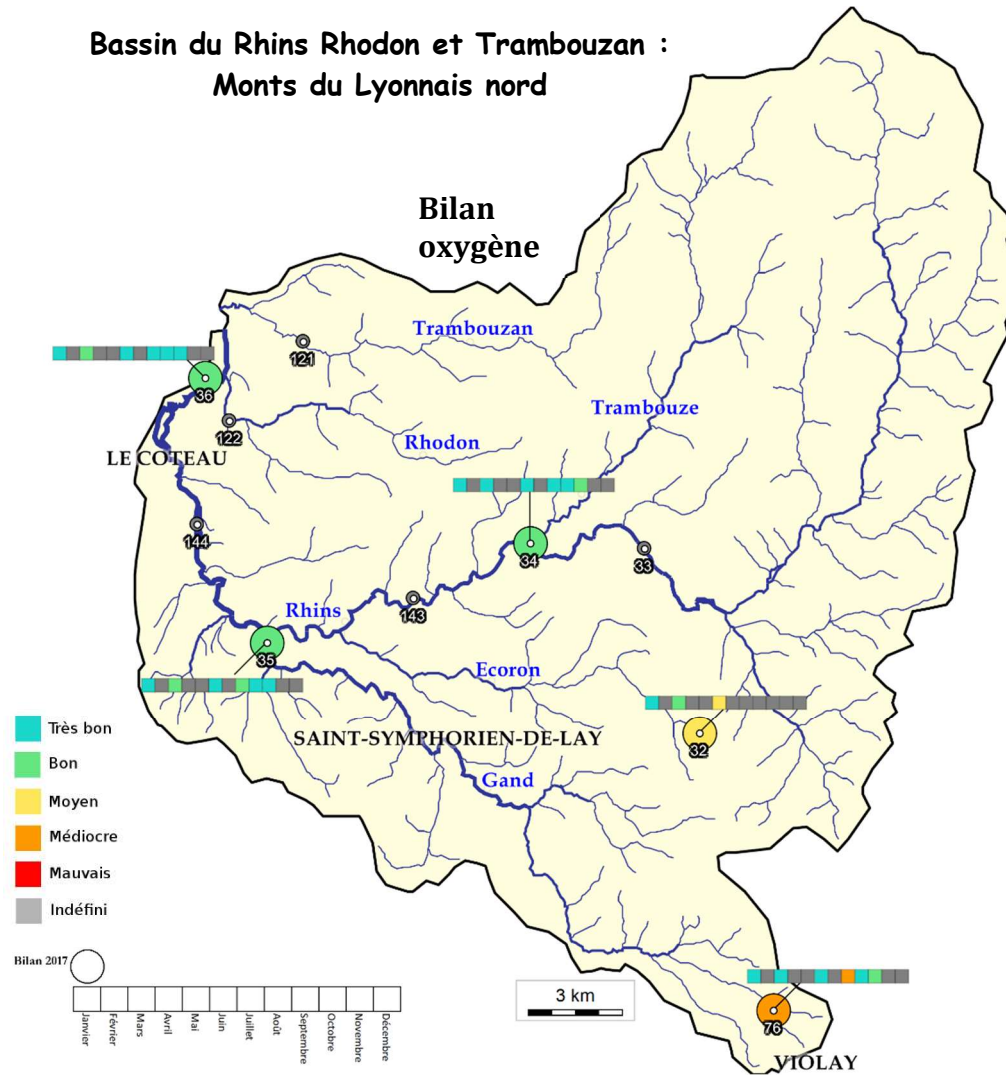 Bassin du Rhins Rhodon et Trambouzan :
Monts du Lyonnais nord
Bilan
oxygène
Trambouzan
121
36
Trambouze
122
Rhodon
LE COTEAU
144
34
33
143
Rhins
35
Ecoron
SAINT-SYMPHORIEN-DE-LAY
32
Gand
Très bon
Bon
Moyen
Médiocre
Mauvais
Indéfini
Bilan 2017
Janvier
Février
Mars
Avril
Mai
Juin
Juillet
Août
Septembre
Octobre
Novembre
Décembre
3 km
76
VIOLAY